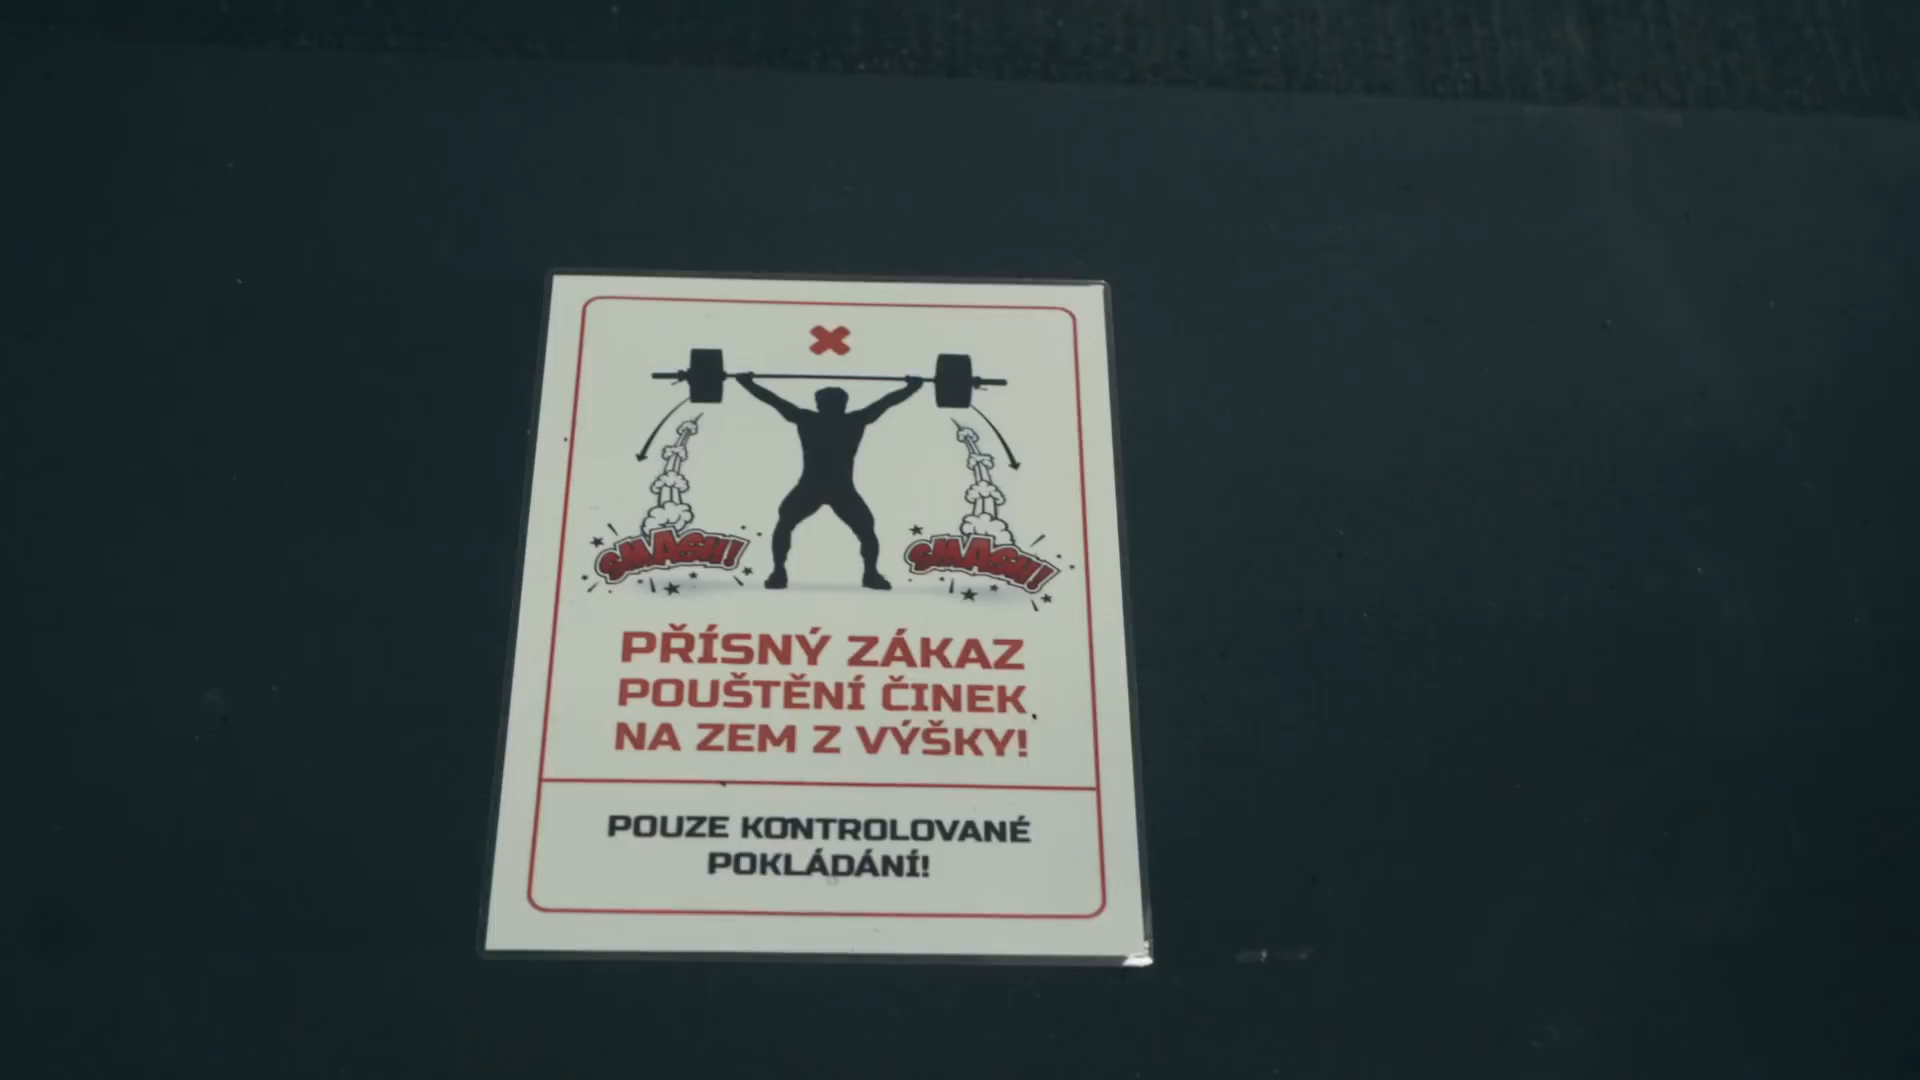 SMASH! SMASH!
PŘÍSNÝ ZÁKAZ
POUŠTĚNÍ ČINEK
NA ZEM Z VÝŠKY!
POUZE KONTROLOVANÉ
POKLÁDÁNÍ!